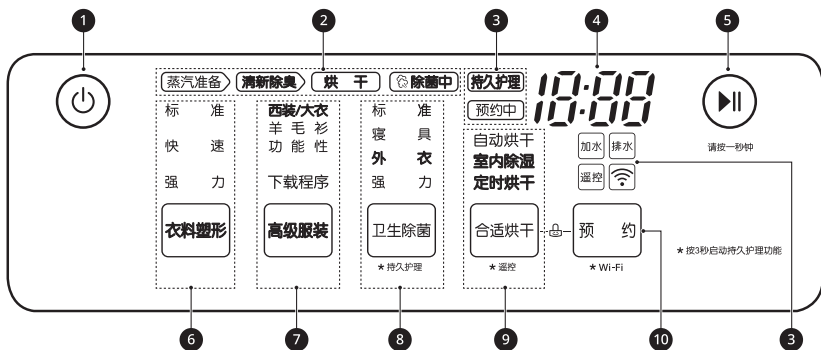 1 2 3 4 5
蒸汽准备 清新除臭 烘 干 除菌中 持久护理 18:88
预约中
标 准 西装/大衣 标 准
羊 毛 衫 寝 具 自动烘干 加水 排水 请按一秒钟
快 速 功 能 性 外 衣 室内除湿
强 力 下载程序 强 力 定时烘干 遥控
衣料塑形 高级服装 卫生除菌 合适烘干 预 约 * 按3秒启动持久护理功能
* 持久护理 * 遥控 * Wi-Fi
6 7 8 9 10 3